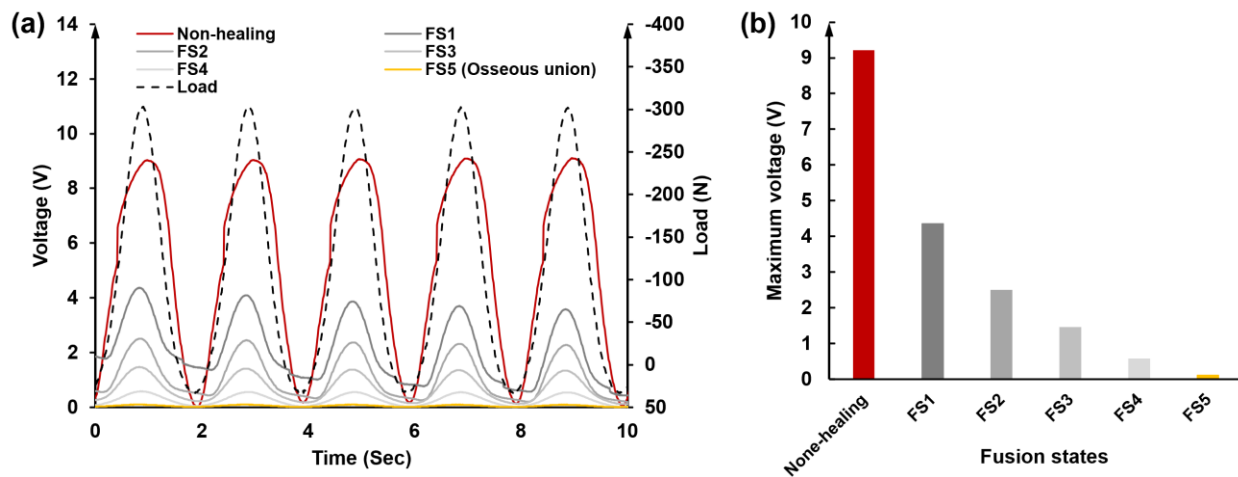 (a)
Voltage (V)
14
12
10
8
6
4
2
0
Non-healing
FS1
FS2
FS3
FS4
FS5 (Osseous union)
Load
-400
-350
-300
-250
-200
-150
-100
-50
0
50
Load (N)
0
2
4
6
8
10
Time (Sec)
(b)
Maximum voltage (V)
10
9
8
7
6
5
4
3
2
1
0
None-healing
FS1
FS2
FS3
FS4
FS5
Fusion states